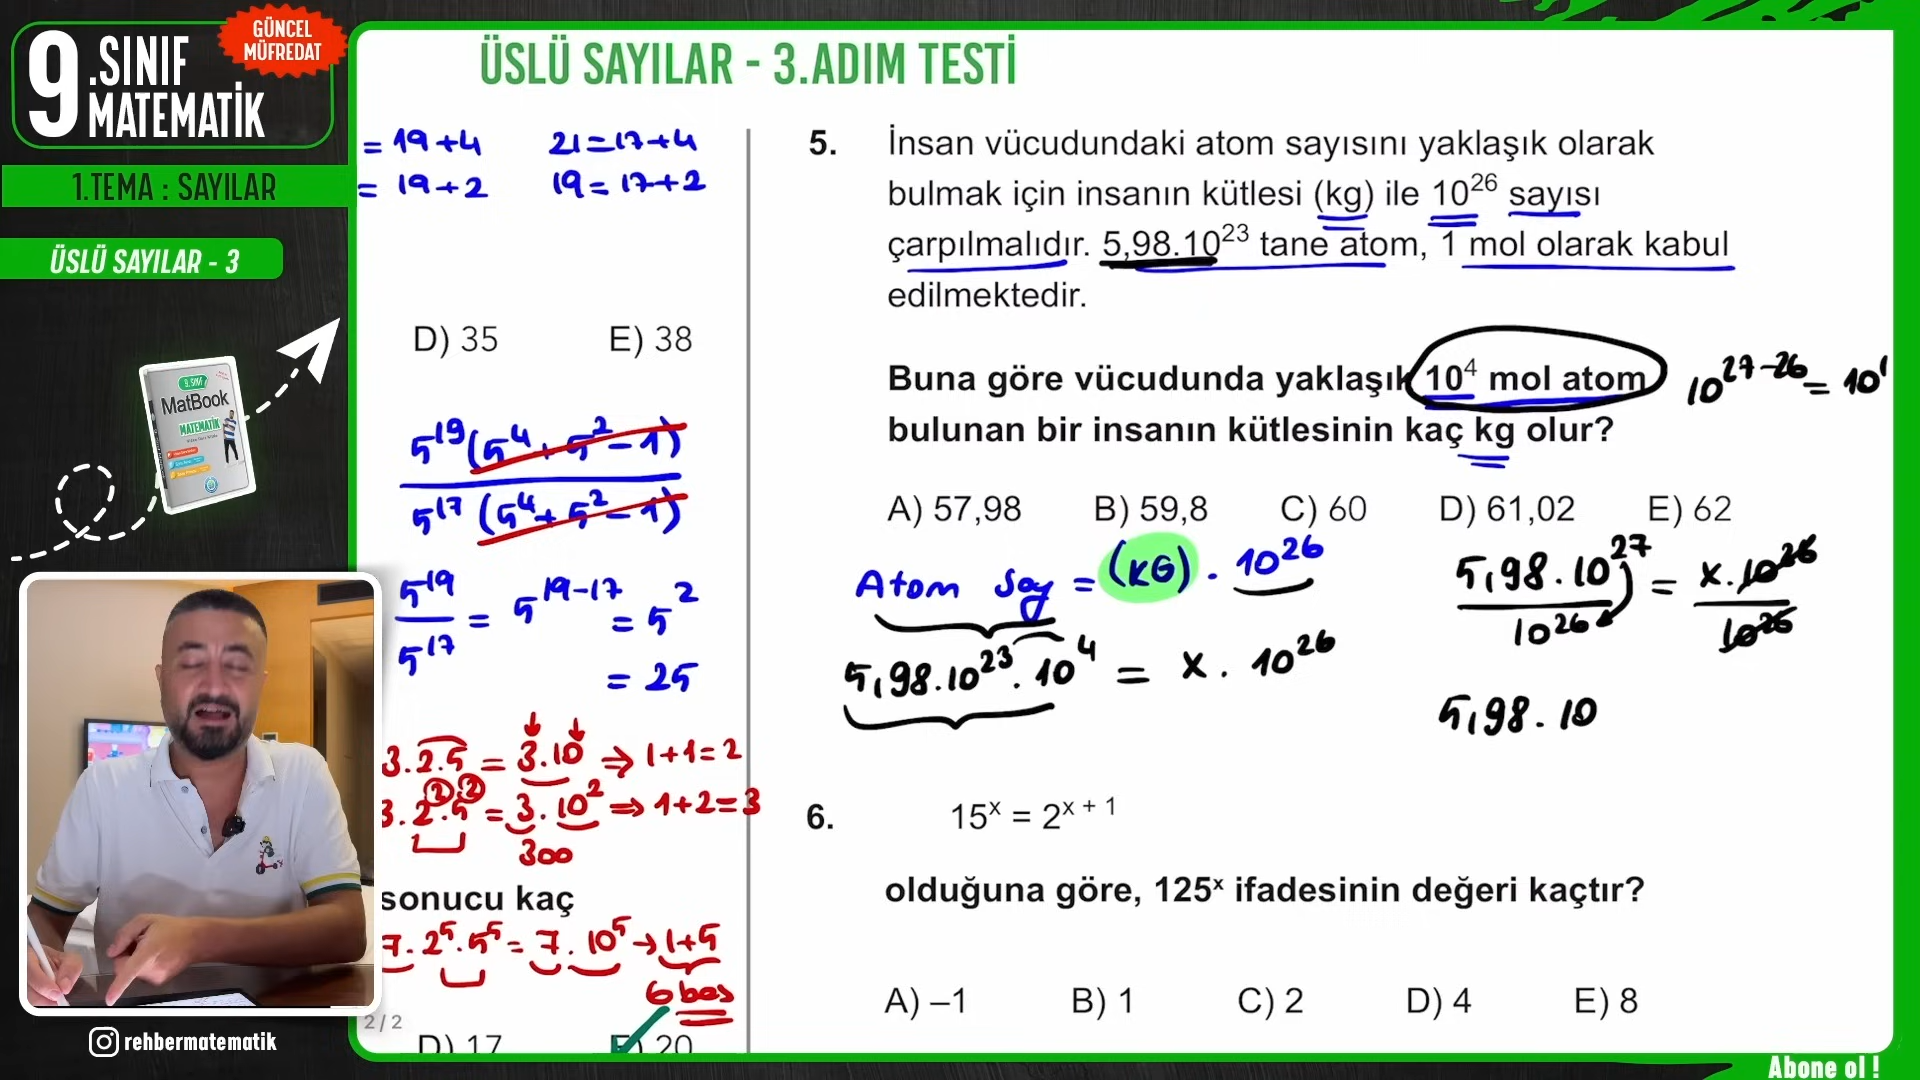 9
.SINIF
MATEMATİK
GÜNCEL
MÜFREDAT
1.TEMA : SAYILAR
ÜSLÜ SAYILAR - 3
9. SINIF
MatBook
MATEMATİK
rehbermatematik
ÜSLÜ SAYILAR - 3.ADIM TESTİ
= 19+4 21=17+4
= 19+2 19=17+2
D) 35 E) 38
5¹⁹(5⁴+5²-1)
5¹⁷(5⁴+5²-1)
5¹⁹/5¹⁷ = 5¹⁹⁻¹⁷ = 5²
= 25
3.2.5 = 3.10 ⇒ 1+1=2
3.2².5² = 3.10² ⇒ 1+2=3
300
sonucu kaç
7.2⁵.5⁵ = 7.10⁵ → 1+5
6 bas
2 / 2
D) 17 E) 20
5. İnsan vücudundaki atom sayısını yaklaşık olarak
bulmak için insanın kütlesi (kg) ile 10²⁶ sayısı
çarpılmalıdır. 5,98.10²³ tane atom, 1 mol olarak kabul
edilmektedir.
Buna göre vücudunda yaklaşık 10⁴ mol atom
bulunan bir insanın kütlesinin kaç kg olur?
10²⁷⁻²⁶ = 10¹
A) 57,98 B) 59,8 C) 60 D) 61,02 E) 62
Atom Say = (KG) . 10²⁶
5,98.10²³.10⁴ = x . 10²⁶
5,98.10²⁷/10²⁶ = x.10²⁶/10²⁶
5,98.10
6. 15ˣ = 2ˣ ⁺ ¹
olduğuna göre, 125ˣ ifadesinin değeri kaçtır?
A) –1 B) 1 C) 2 D) 4 E) 8
Abone ol !